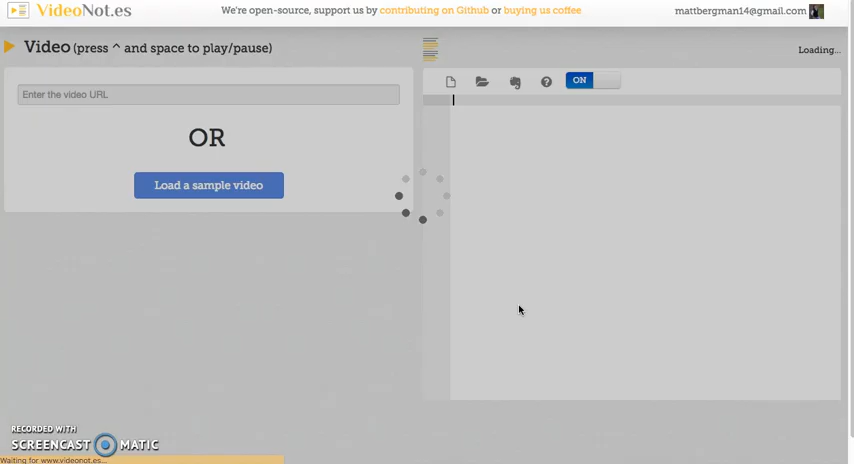 VideoNot.es
We're open-source, support us by contributing on Github or buying us coffee
mattbergman14@gmail.com
Video (press ^ and space to play/pause)
Loading...
ON
Enter the video URL
OR
Load a sample video
RECORDED WITH
SCREENCAST MATIC
Waiting for www.videonot.es...